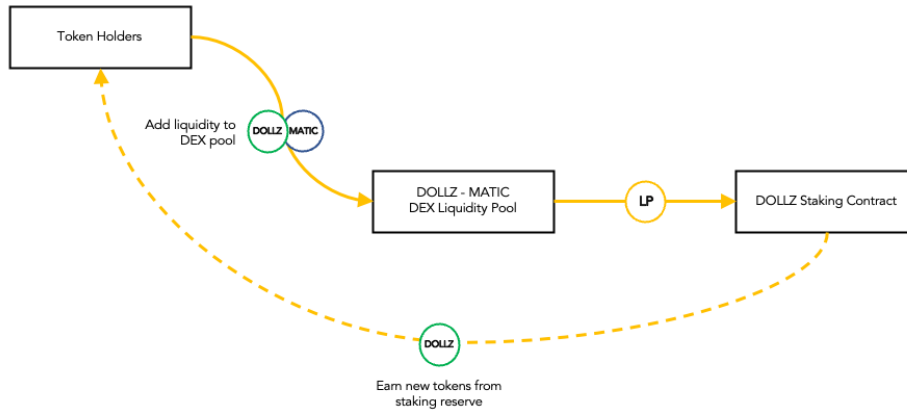 Token Holders
Add liquidity to
DEX pool
DOLLZ
MATIC
DOLLZ - MATIC
DEX Liquidity Pool
LP
DOLLZ Staking Contract
DOLLZ
Earn new tokens from
staking reserve